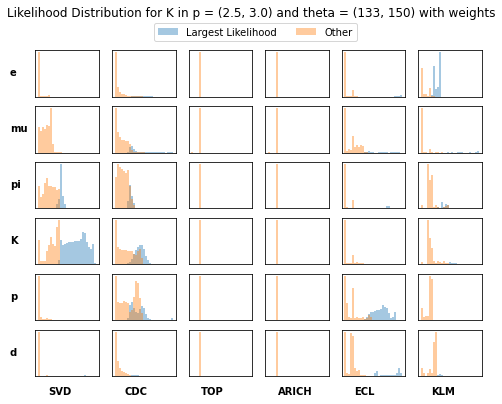 Likelihood Distribution for K in p = (2.5, 3.0) and theta = (133, 150) with weights
Largest Likelihood Other
e
mu
pi
K
p
d
SVD CDC TOP ARICH ECL KLM